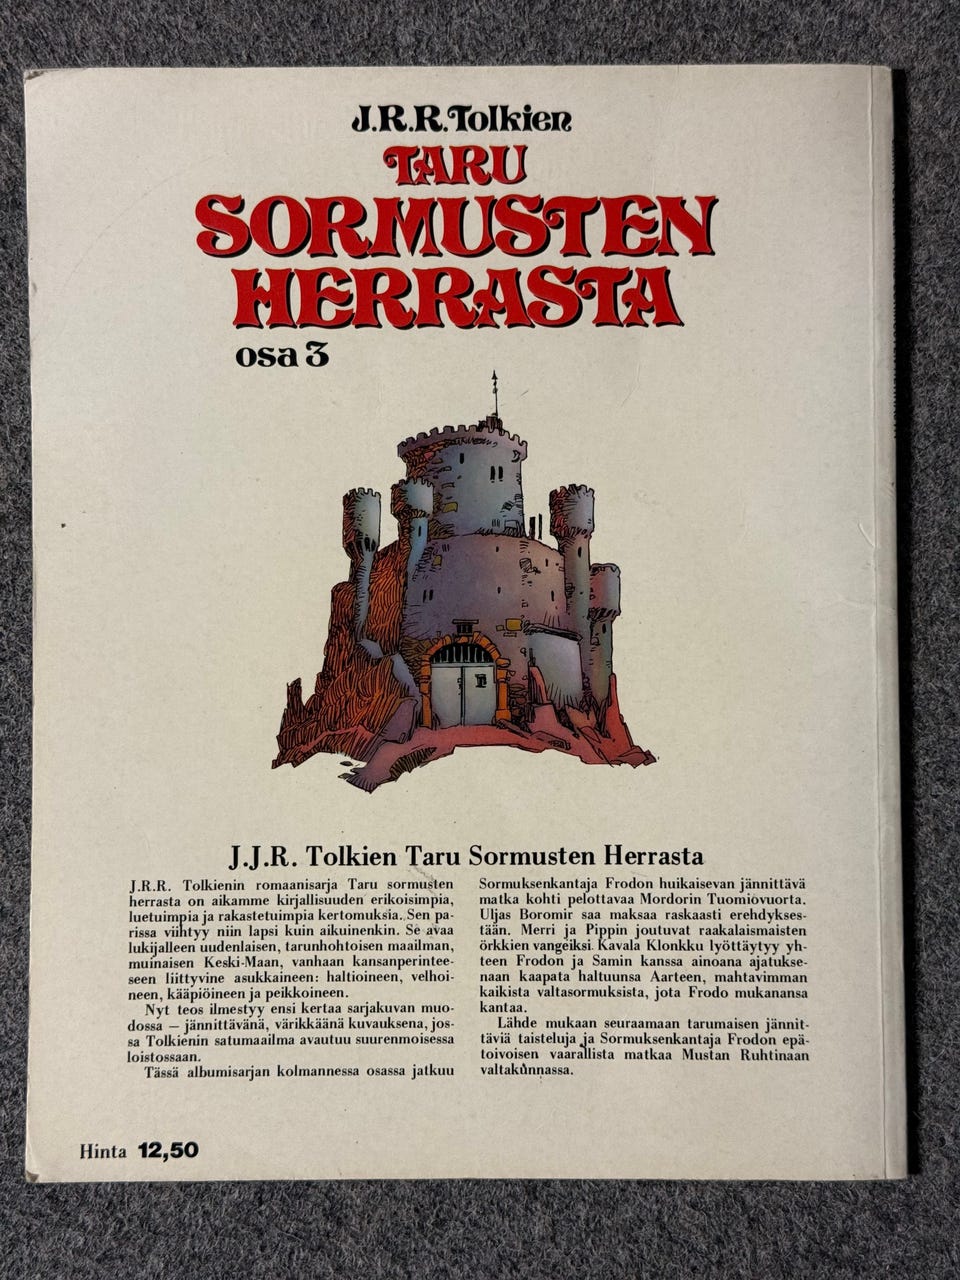 J.R.R. Tolkien
TARU
SORMUSTEN
HERRASTA
osa 3
J.J.R. Tolkien Taru Sormusten Herrasta
J.R.R. Tolkienin romaanisarja Taru sormusten
herrasta on aikamme kirjallisuuden erikoisimpia,
luetuimpia ja rakastetuimpia kertomuksia. Sen pa-
rissa viihtyy niin lapsi kuin aikuinenkin. Se avaa
lukijalleen uudenlaisen, tarunhohtoisen maailman,
muinaisen Keski-Maan, vanhaan kansanperintee-
seen liittyvine asukkaineen: haltioineen, velhoi-
neen, kääpiöineen ja peikkoineen.
Nyt teos ilmestyy ensi kertaa sarjakuvan muo-
dossa — jännittävänä, värikkäänä kuvauksena, jos-
sa Tolkienin satumaailma avautuu suurenmoisessa
loistossaan.
Tässä albumisarjan kolmannessa osassa jatkuu
Sormuksenkantaja Frodon huikaisevan jännittävä
matka kohti pelottavaa Mordorin Tuomiovuorta.
Uljas Boromir saa maksaa raskaasti erehdykses-
tään. Merri ja Pippin joutuvat raakalaismaisten
örkkien vangeiksi. Kavala Klonkku lyöttäytyy yh-
teen Frodon ja Samin kanssa ainoana ajatukse-
naan kaapata haltuunsa Aarteen, mahtavimman
kaikista valtasormuksista, jota Frodo mukanansa
kantaa.
Lähde mukaan seuraamaan tarumaisen jännit-
täviä taisteluja ja Sormuksenkantaja Frodon epä-
toivoisen vaarallista matkaa Mustan Ruhtinaan
valtakunnassa.
Hinta 12,50